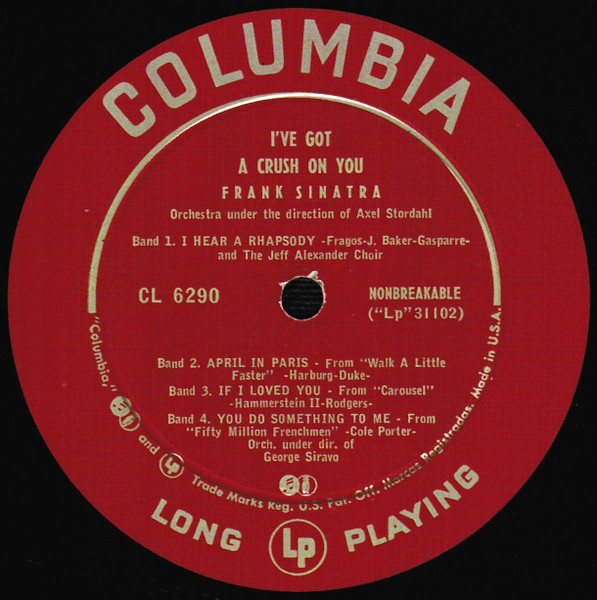 COLUMBIA
I'VE GOT
A CRUSH ON YOU
FRANK SINATRA
Orchestra under the direction of Axel Stordahl
Band 1. I HEAR A RHAPSODY -Fragos-J. Baker-Gasparre-
and The Jeff Alexander Choir
CL 6290
NONBREAKABLE
("Lp"31102)
Band 2. APRIL IN PARIS - From "Walk A Little
Faster" -Harburg-Duke-
Band 3. IF I LOVED YOU - From "Carousel"
-Hammerstein II-Rodgers-
Band 4. YOU DO SOMETHING TO ME - From
"Fifty Million Frenchmen" -Cole Porter-
Orch. under dir. of
George Siravo
"Columbia," and Lp Trade Marks Reg. U.S. Pat. Off. Marcas Registradas. Made in U.S.A.
LONG Lp PLAYING